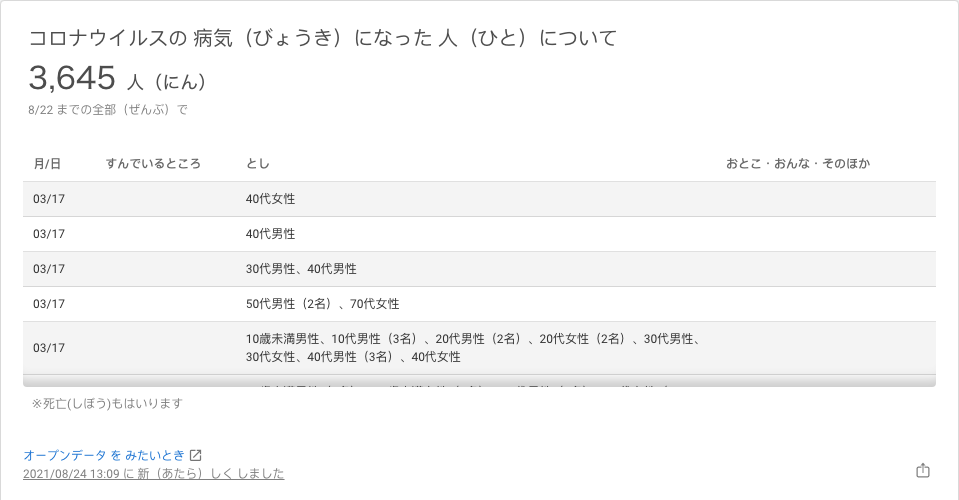 コロナウイルスの 病気（びょうき）になった 人（ひと）について
3,645 人（にん）
8/22 までの全部（ぜんぶ）で
月/日 すんでいるところ とし おとこ・おんな・そのほか
03/17 40代女性
03/17 40代男性
03/17 30代男性、40代男性
03/17 50代男性（2名）、70代女性
03/17 10歳未満男性、10代男性（3名）、20代男性（2名）、20代女性（2名）、30代男性、
30代女性、40代男性（3名）、40代女性
※死亡(しぼう)もはいります
オープンデータ を みたいとき
2021/08/24 13:09 に 新（あたら）しく しました